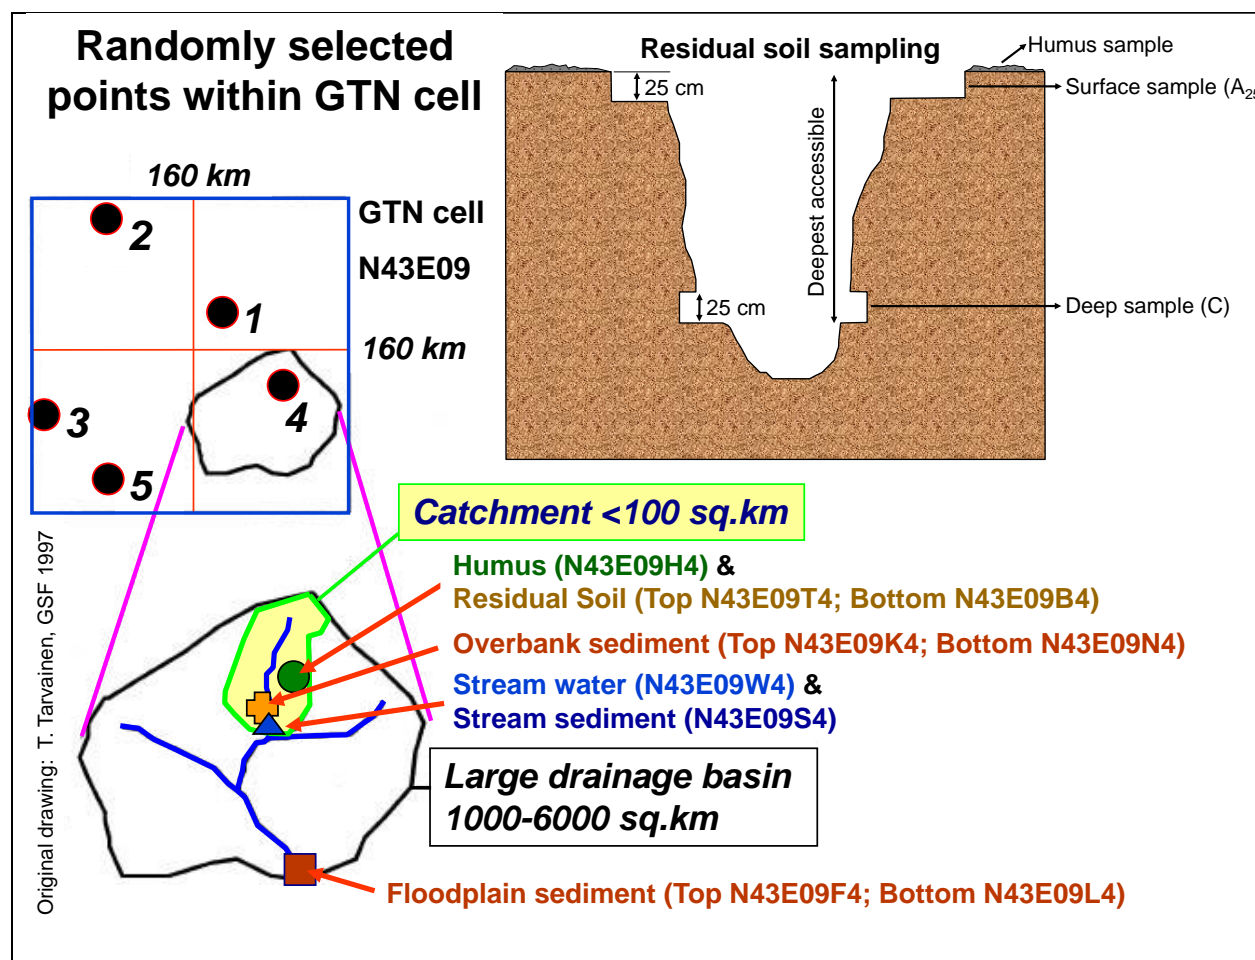 Randomly selected
points within GTN cell
160 km
GTN cell
N43E09
160 km
2
1
3
4
5
Residual soil sampling
Humus sample
25 cm
Surface sample (A25
Deepest accessible
25 cm
Deep sample (C)
Catchment <100 sq.km
Humus (N43E09H4) &
Residual Soil (Top N43E09T4; Bottom N43E09B4)
Overbank sediment (Top N43E09K4; Bottom N43E09N4)
Stream water (N43E09W4) &
Stream sediment (N43E09S4)
Large drainage basin
1000-6000 sq.km
Floodplain sediment (Top N43E09F4; Bottom N43E09L4)
Original drawing: T. Tarvainen, GSF 1997